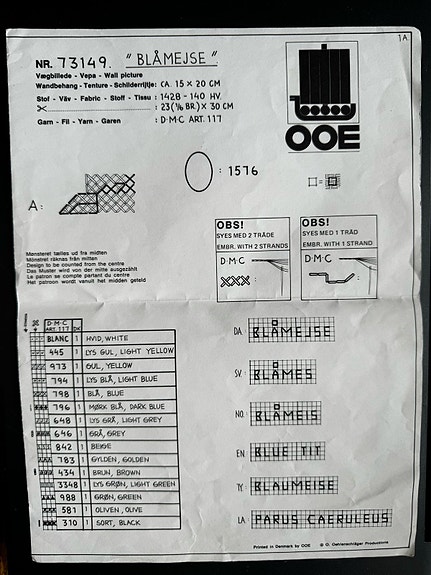 1A
NR. 73149. "BLÅMEJSE"
Vægbillede - Vepa - Wall picture
Wandbehang - Tenture - Schilderrijtje: CA. 15 x 20 CM
Stof - Väv - Fabric - Stoff - Tissu : 1428 - 140 HV.
: 23 (1/6 BR.) x 30 CM
Garn - Fil - Yarn - Garen : D·M·C ART. 117
OOE
: 1576
A:
OBS!
SYES MED 2 TRÅDE
EMBR. WITH 2 STRANDS
D·M·C
XXX:
OBS!
SYES MED 1 TRÅD
EMBR. WITH 1 STRAND
D·M·C
Mønsteret tælles ud fra midten
Mönstret räknas från mitten
Design to be counted from the centre
Das Muster wird von der mitte ausgezählt
Le patron se compte partant du centre
Het patroon wordt vanuit het midden geteld
D·M·C ART. 117
BLANC 1 HVID, WHITE
445 1 LYS GUL, LIGHT YELLOW
973 1 GUL, YELLOW
794 1 LYS BLÅ, LIGHT BLUE
798 1 BLÅ, BLUE
796 1 MØRK BLÅ, DARK BLUE
648 1 LYS GRÅ, LIGHT GREY
646 1 GRÅ, GREY
842 1 BEIGE
783 1 GYLDEN, GOLDEN
434 1 BRUN, BROWN
3348 1 LYS GRØN, LIGHT GREEN
988 1 GRØN, GREEN
581 1 OLIVEN, OLIVE
310 1 SORT, BLACK
DA. BLÅMEJSE
SV. BLÅMES
NO. BLÅMEIS
EN BLUE TIT
TY. BLAUMEISE
LA PARUS CAERULEUS
Printed in Denmark by OOE © O. Oehlenschläger Productions